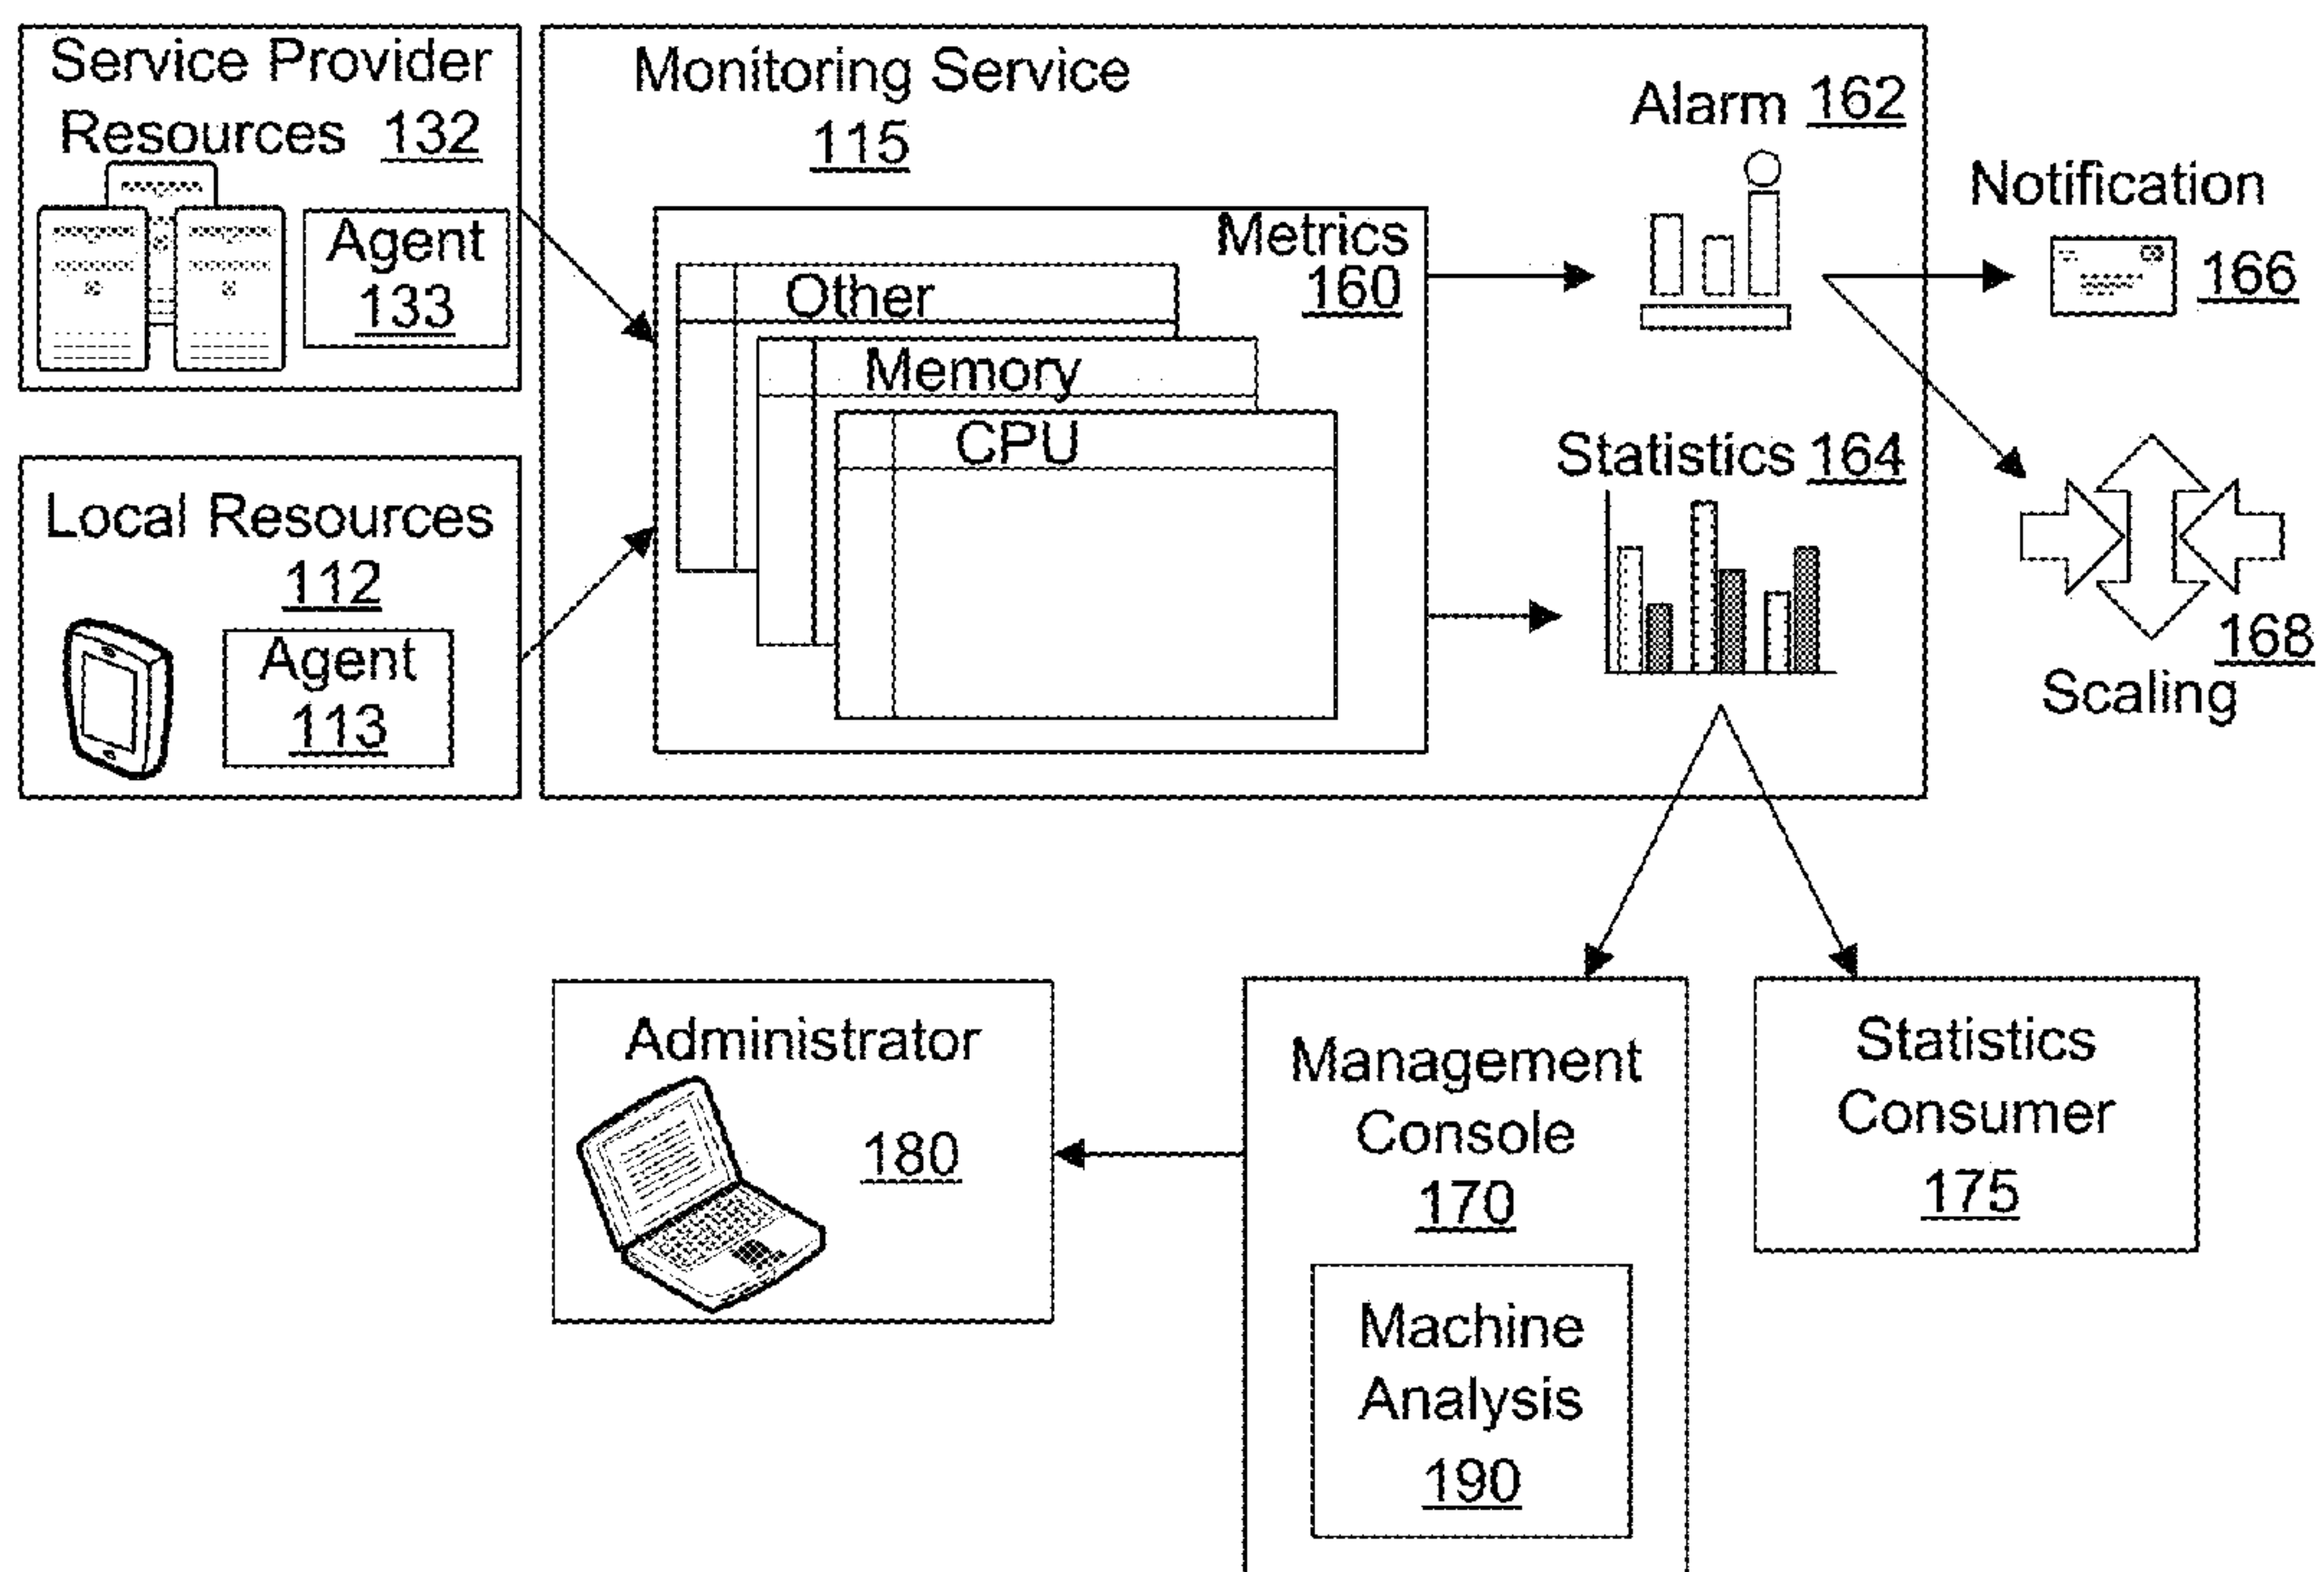 Service Provider
Resources 132
Agent
133
Local Resources
112
Agent
113
Monitoring Service
115
Metrics
160
Other
Memory
CPU
Alarm 162
Statistics 164
Notification
166
168
Scaling
Administrator
180
Management
Console
170
Machine
Analysis
190
Statistics
Consumer
175